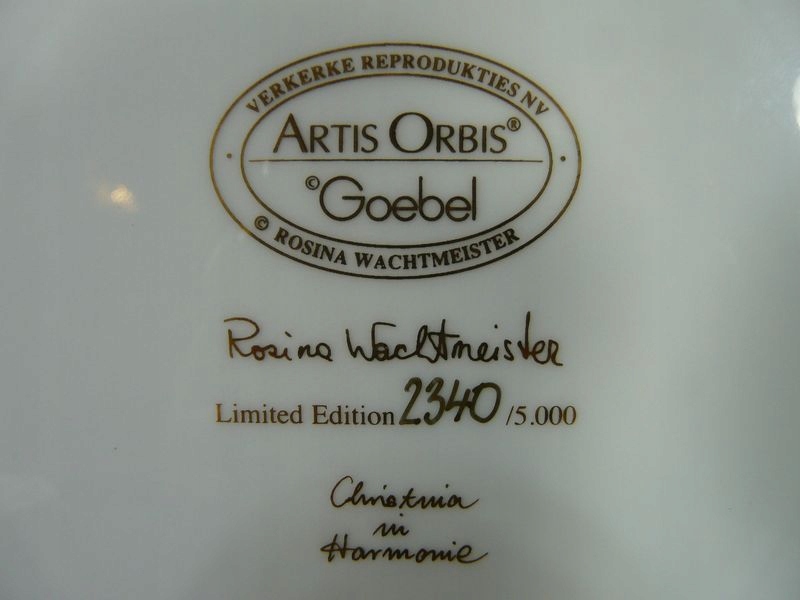 VERKERKE REPRODUKTIES NV
ARTIS ORBIS®
© Goebel
© ROSINA WACHTMEISTER
Rosina Wachtmeister
Limited Edition 2340 /5.000
Christina
in
Harmonie